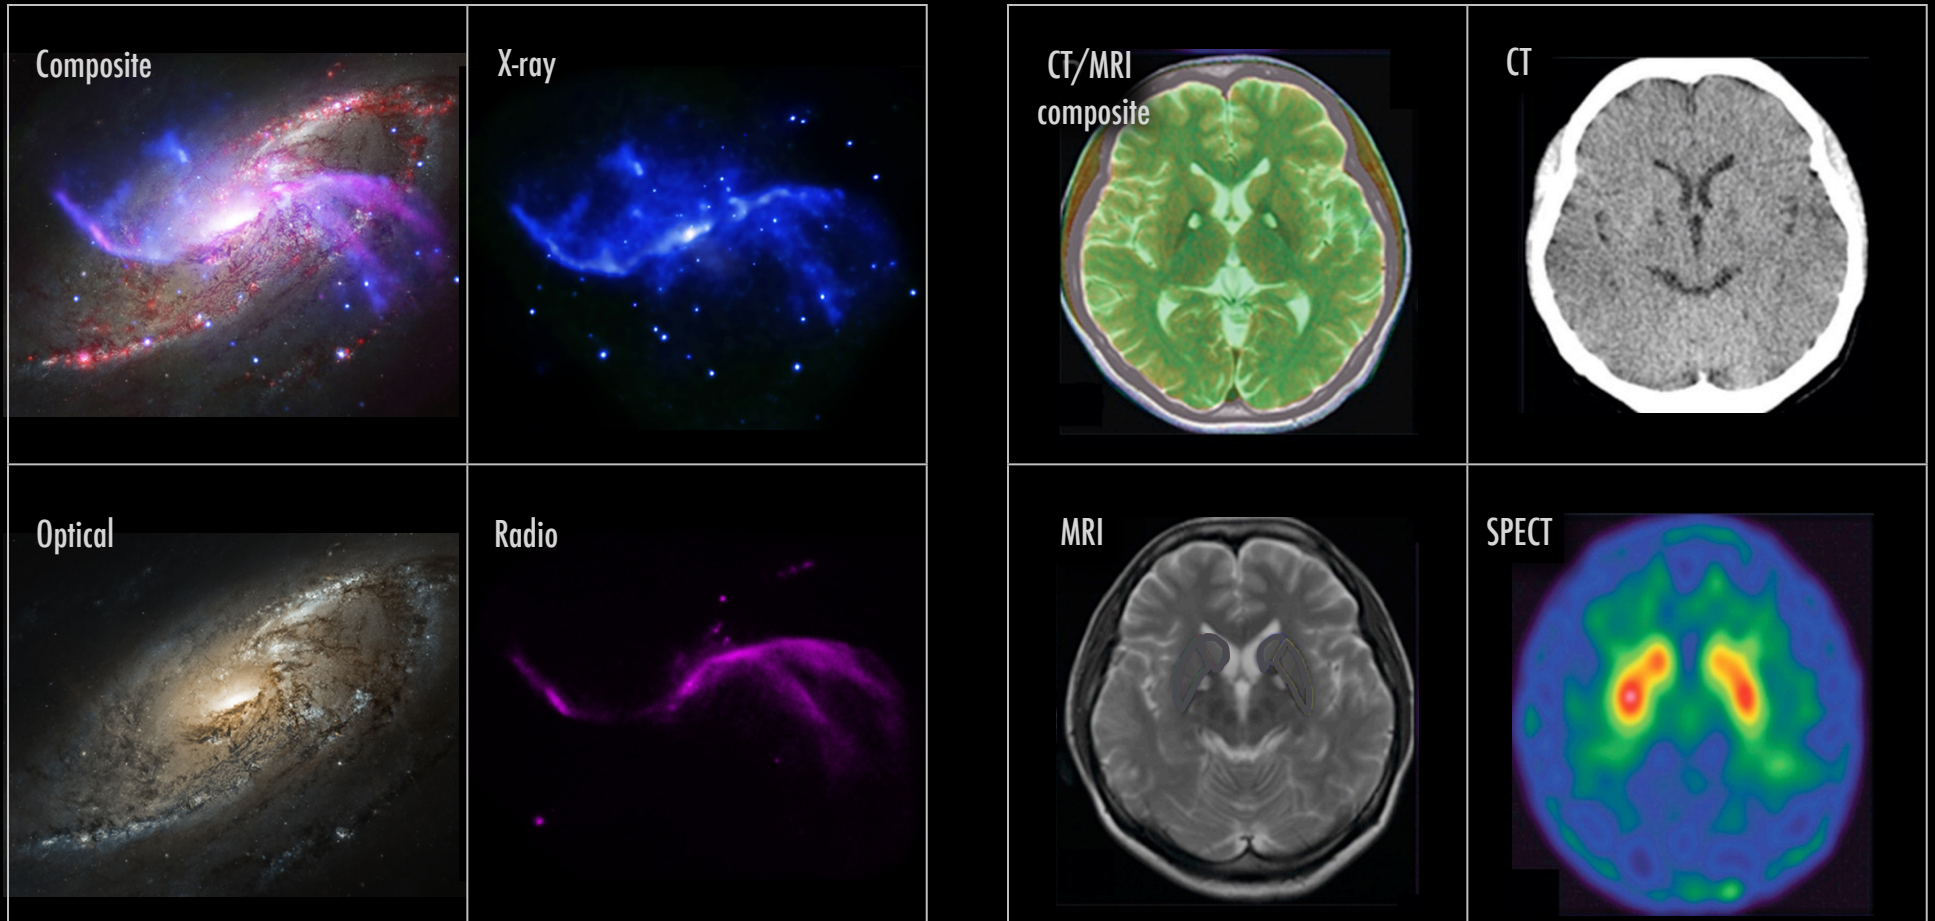 Composite
X-ray
Optical
Radio
CT/MRI
composite
CT
MRI
SPECT